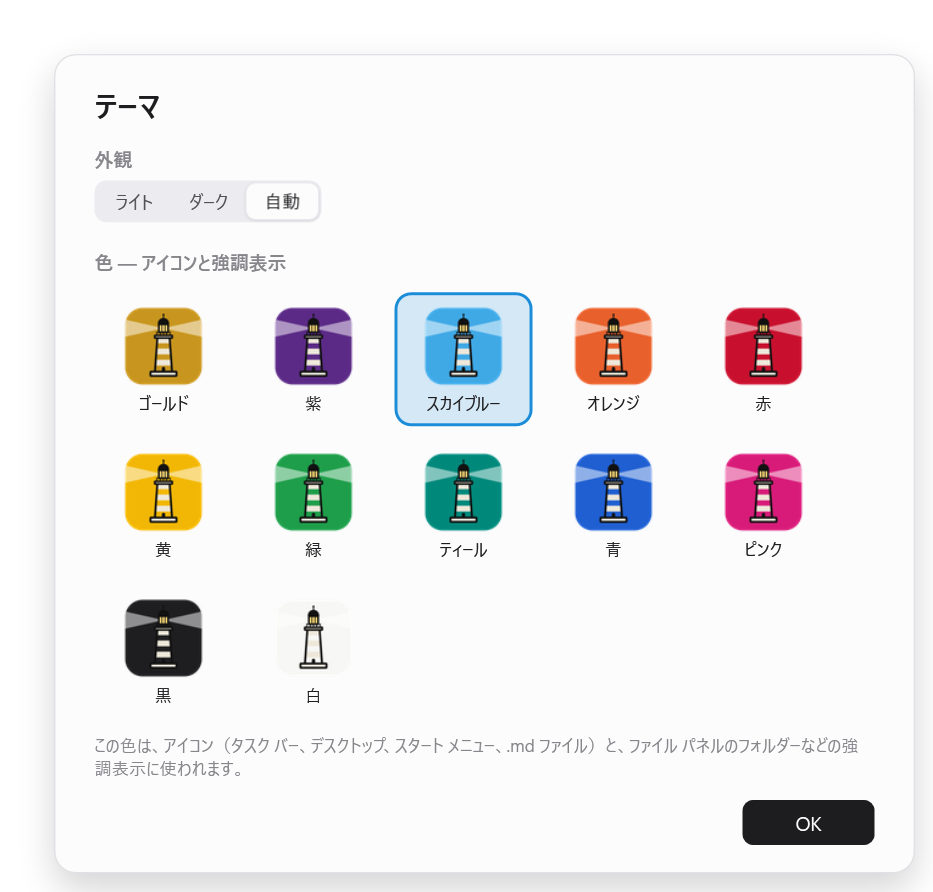 テーマ
外観
ライト ダーク 自動
色 — アイコンと強調表示
ゴールド 紫 スカイブルー オレンジ 赤
黄 緑 ティール 青 ピンク
黒 白
この色は、アイコン（タスク バー、デスクトップ、スタート メニュー、.md ファイル）と、ファイル パネルのフォルダーなどの強
調表示に使われます。
OK